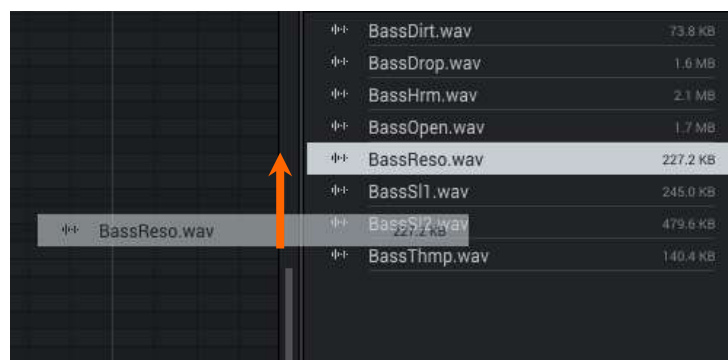 BassDirt.wav 73.8 KB
BassDrop.wav 1.6 MB
BassHrm.wav 2.1 MB
BassOpen.wav 1.7 MB
BassReso.wav 227.2 KB
BassSl1.wav 245.0 KB
BassSl2.wav 479.6 KB
BassReso.wav 227.2 KB
BassThmp.wav 140.4 KB